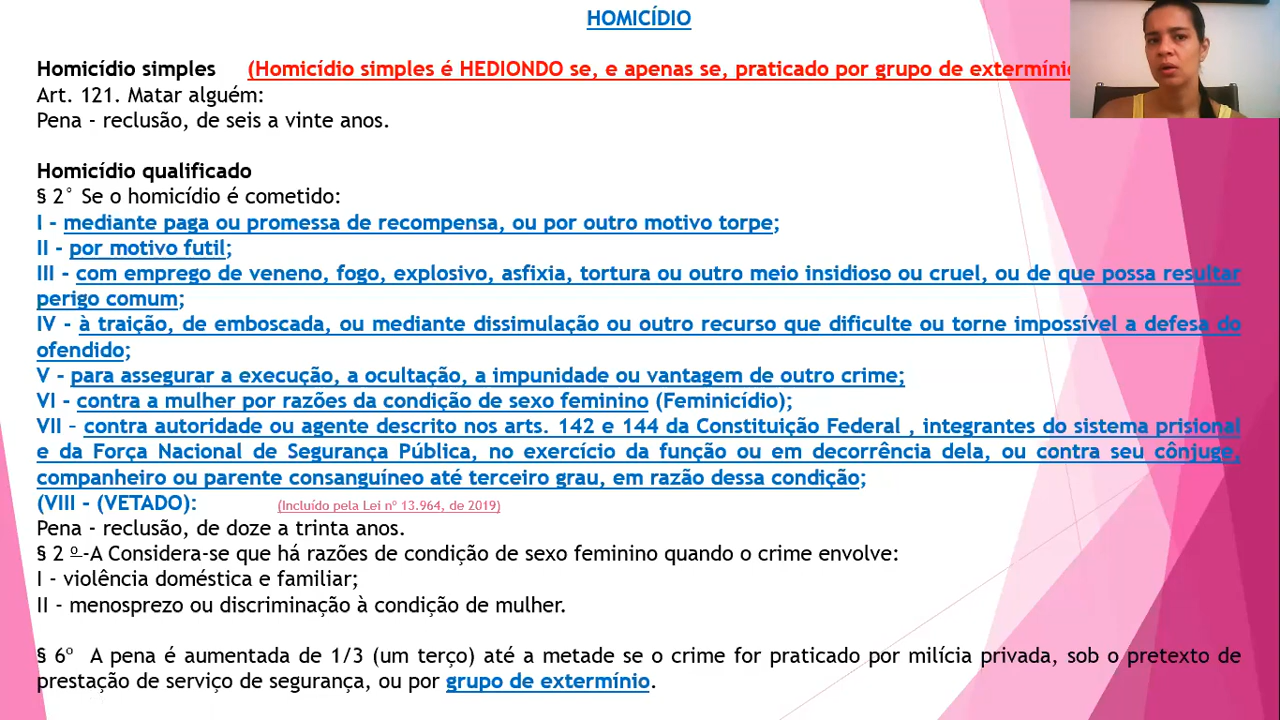 HOMICÍDIO
Homicídio simples (Homicídio simples é HEDIONDO se, e apenas se, praticado por grupo de
Art. 121. Matar alguém:
Pena - reclusão, de seis a vinte anos.
Homicídio qualificado
§ 2° Se o homicídio é cometido:
I - mediante paga ou promessa de recompensa, ou por outro motivo torpe;
II - por motivo futil;
III - com emprego de veneno, fogo, explosivo, asfixia, tortura ou outro meio insidioso ou cruel, ou de que possa resultar
perigo comum;
IV - à traição, de emboscada, ou mediante dissimulação ou outro recurso que dificulte ou torne impossível a defesa do
ofendido;
V - para assegurar a execução, a ocultação, a impunidade ou vantagem de outro crime;
VI - contra a mulher por razões da condição de sexo feminino (Feminicídio);
VII – contra autoridade ou agente descrito nos arts. 142 e 144 da Constituição Federal , integrantes do sistema prisional
e da Força Nacional de Segurança Pública, no exercício da função ou em decorrência dela, ou contra seu cônjuge,
companheiro ou parente consanguíneo até terceiro grau, em razão dessa condição;
(VIII - (VETADO): (Incluído pela Lei nº 13.964, de 2019)
Pena - reclusão, de doze a trinta anos.
§ 2 º-A Considera-se que há razões de condição de sexo feminino quando o crime envolve:
I - violência doméstica e familiar;
II - menosprezo ou discriminação à condição de mulher.
§ 6º A pena é aumentada de 1/3 (um terço) até a metade se o crime for praticado por milícia privada, sob o pretexto de
prestação de serviço de segurança, ou por grupo de extermínio.